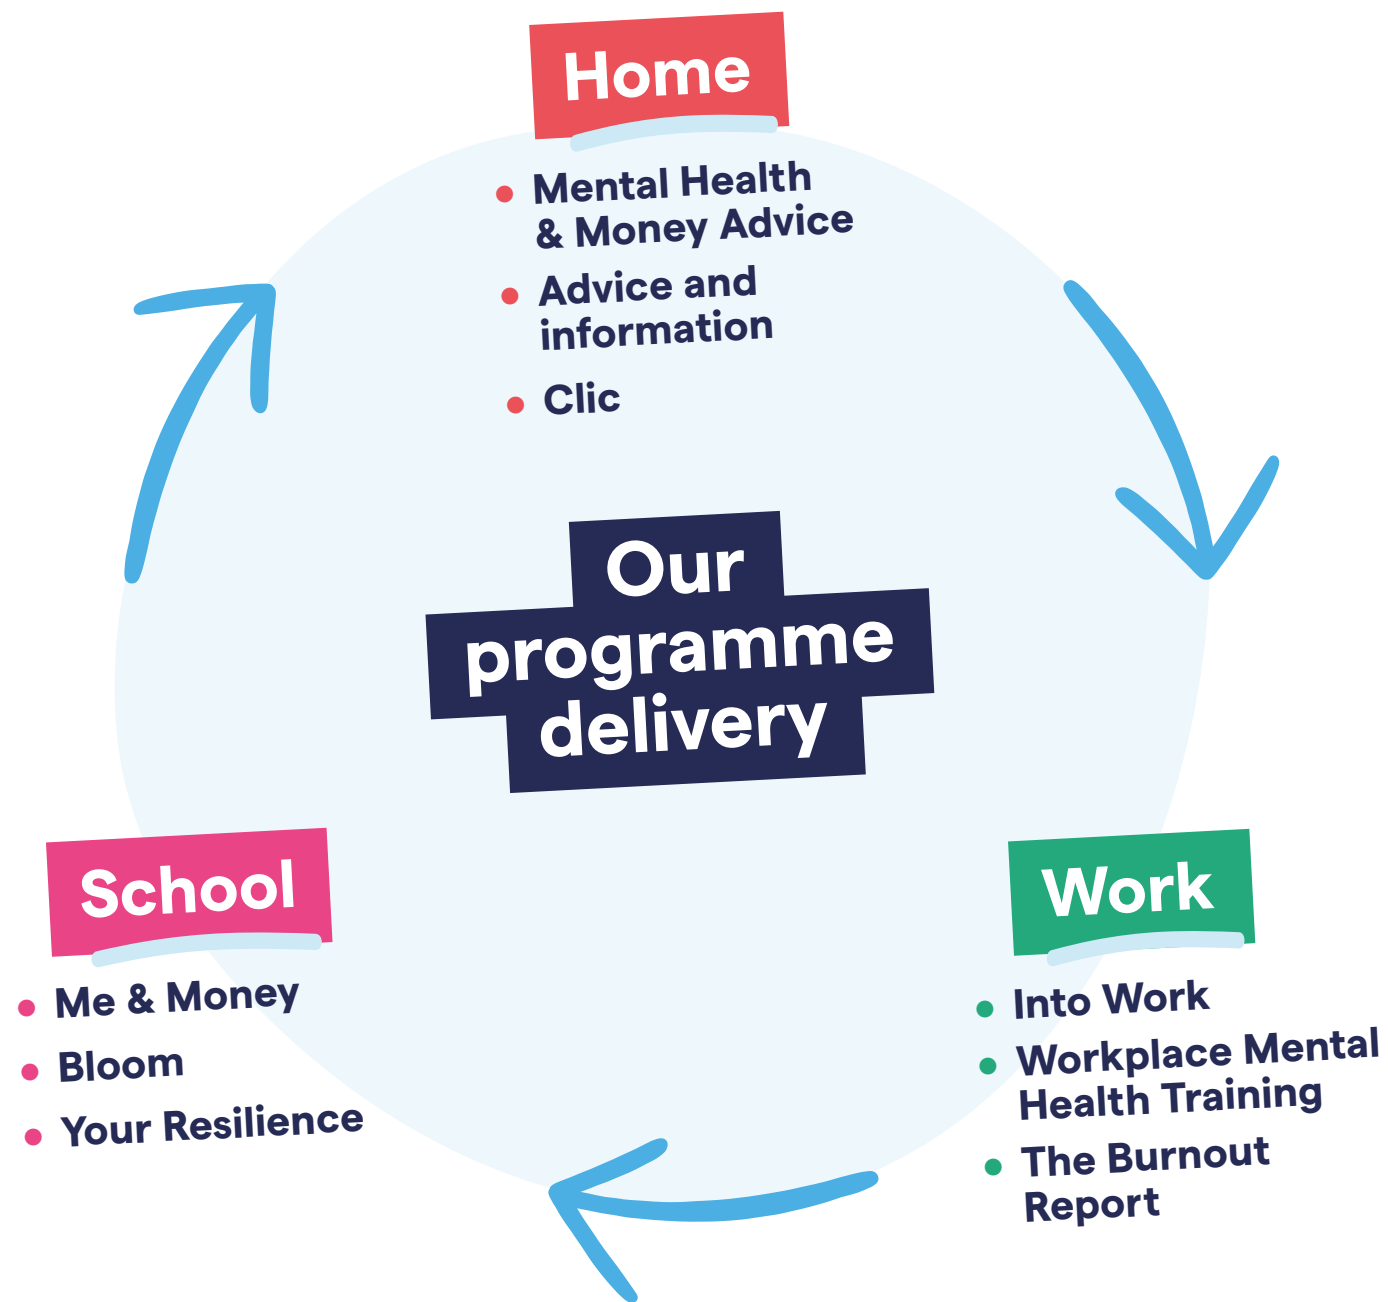 Home
Mental Health
& Money Advice
Advice and
information
Clic
Our
programme
delivery
School
Me & Money
Bloom
Your Resilience
Work
Into Work
Workplace Mental
Health Training
The Burnout
Report